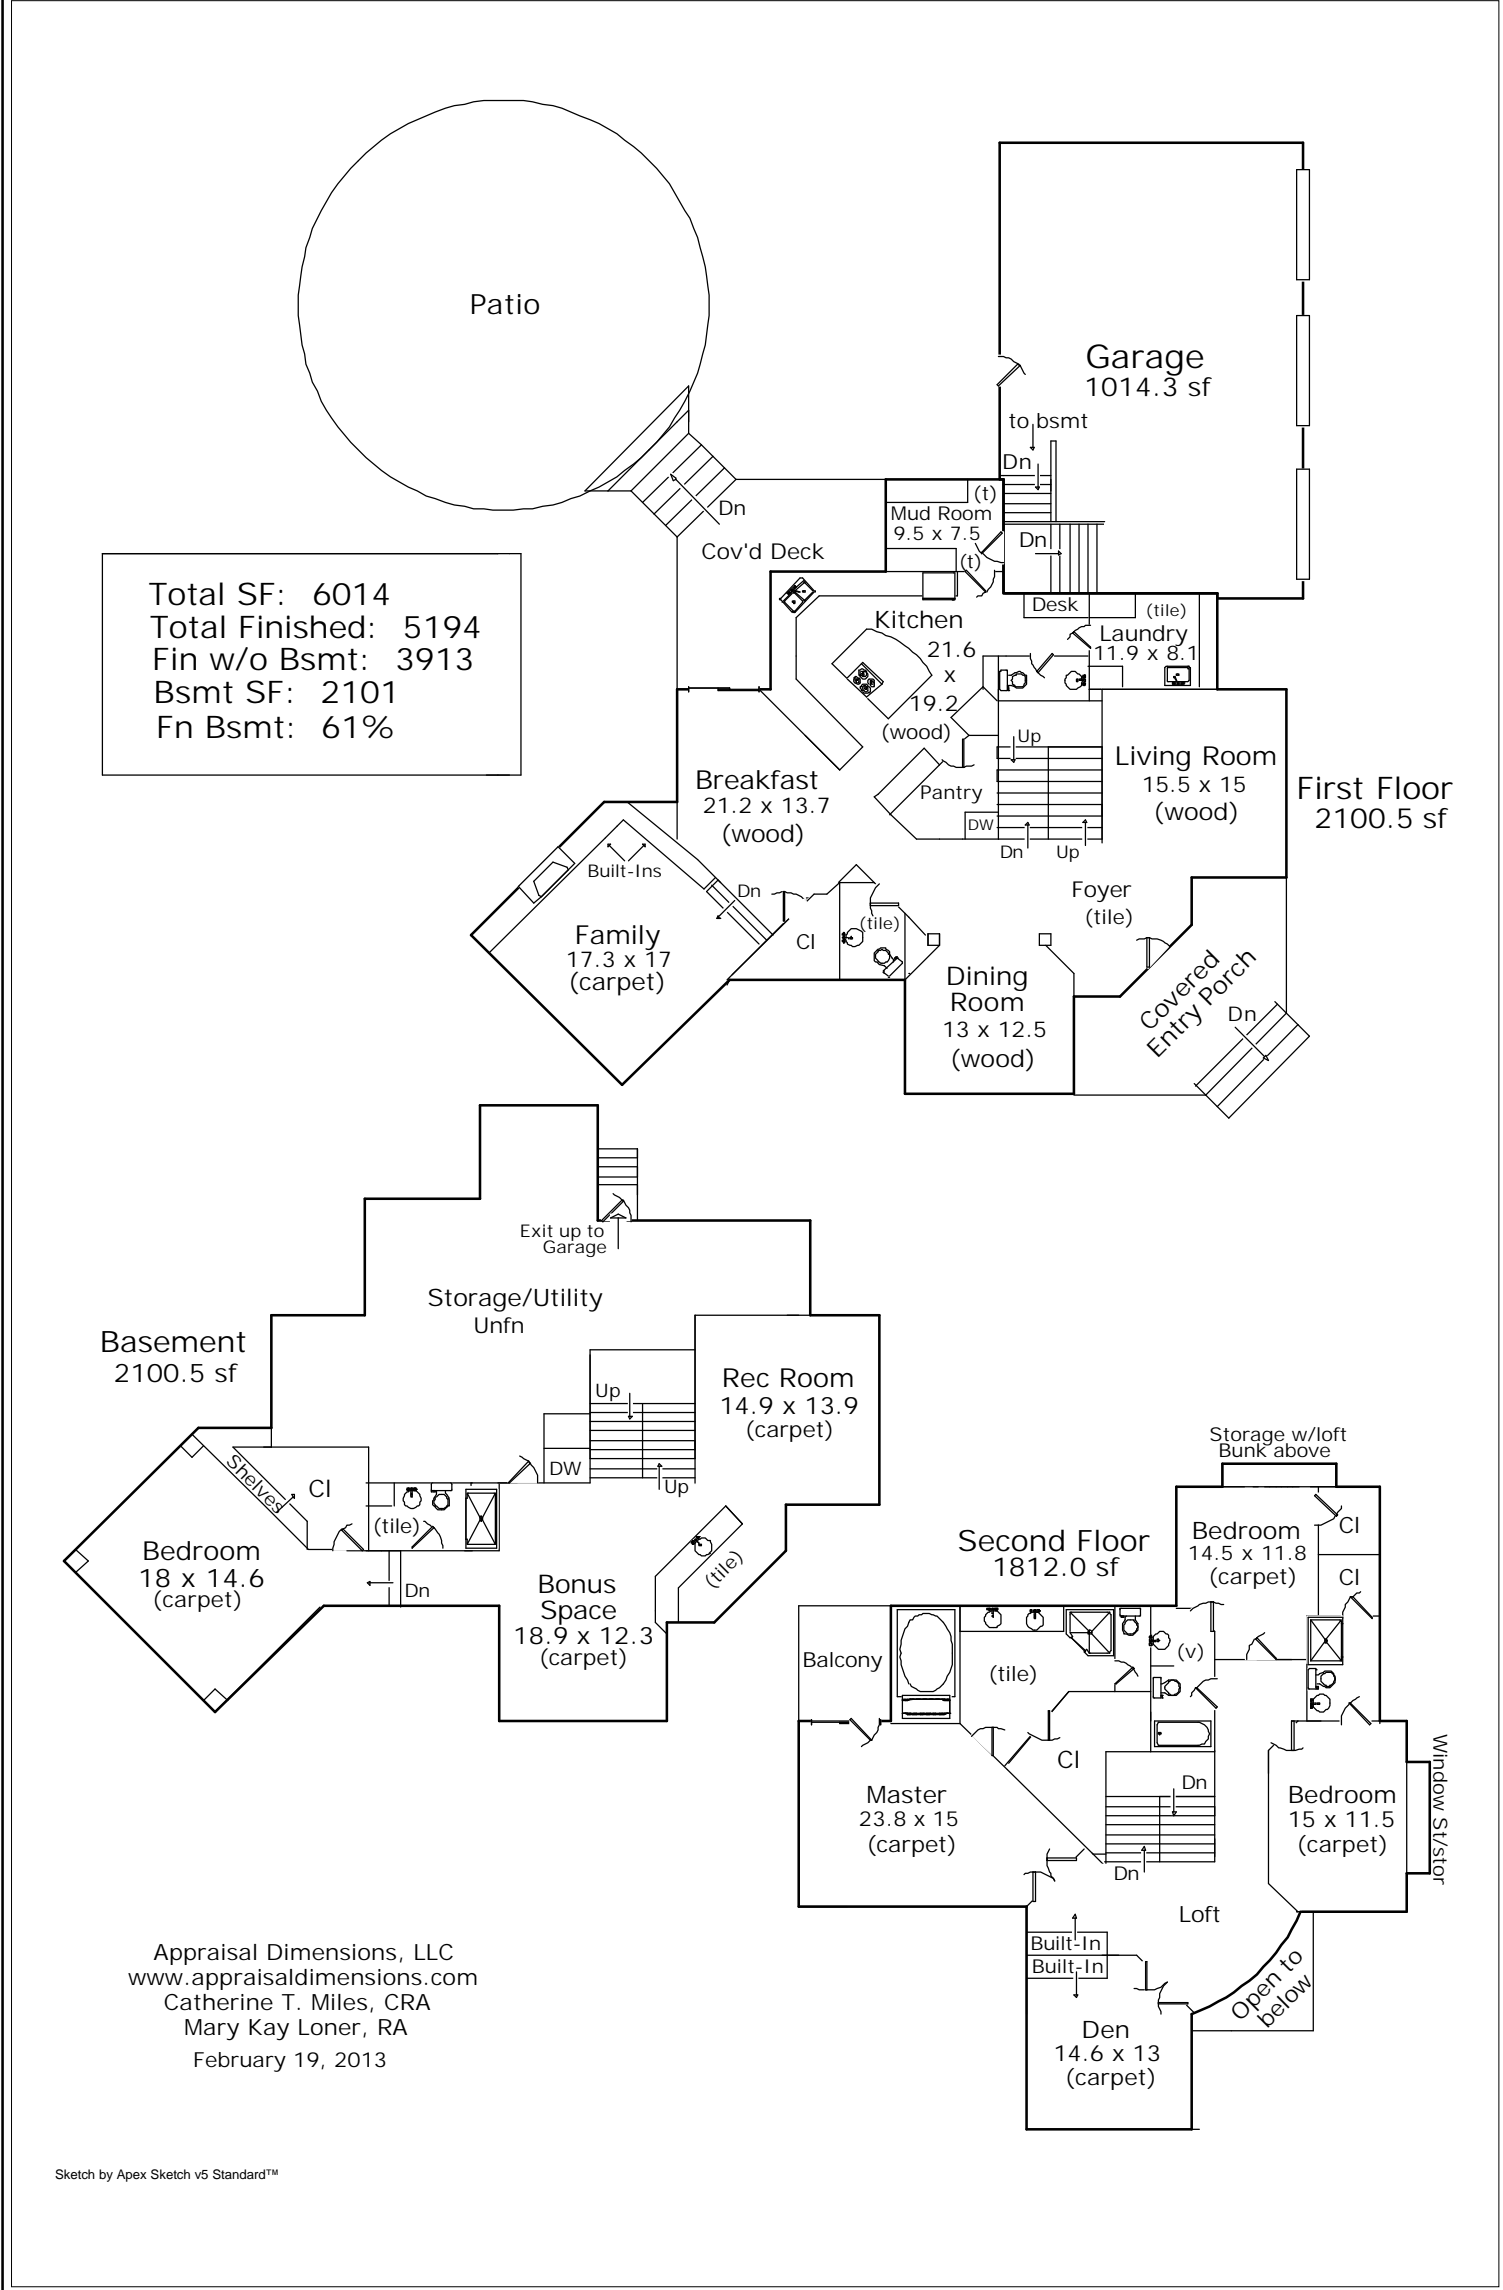 Patio
Garage
1014.3 sf
to bsmt
Dn
(t)
Mud Room
9.5 x 7.5
(t)
Dn
Dn
Cov'd Deck
Total SF: 6014
Total Finished: 5194
Fin w/o Bsmt: 3913
Bsmt SF: 2101
Fn Bsmt: 61%
Desk
(tile)
Laundry
11.9 x 8.1
Kitchen
21.6
x
19.2
(wood)
Up
Living Room
15.5 x 15
(wood)
First Floor
2100.5 sf
Breakfast
21.2 x 13.7
(wood)
Pantry
DW
Dn
Up
Built-Ins
Dn
Foyer
(tile)
Family
17.3 x 17
(carpet)
Cl
(tile)
Dining
Room
13 x 12.5
(wood)
Covered
Entry Porch
Dn
Exit up to
Garage
Storage/Utility
Unfn
Basement
2100.5 sf
Rec Room
14.9 x 13.9
(carpet)
Up
DW
Up
Shelves
Cl
(tile)
Bedroom
18 x 14.6
(carpet)
Dn
Bonus
Space
18.9 x 12.3
(carpet)
(tile)
Storage w/loft
Bunk above
Second Floor
1812.0 sf
Bedroom
14.5 x 11.8
(carpet)
Cl
Cl
Balcony
(tile)
(v)
Cl
Dn
Master
23.8 x 15
(carpet)
Bedroom
15 x 11.5
(carpet)
Window St/stor
Dn
Loft
Built-In
Built-In
Open to
below
Den
14.6 x 13
(carpet)
Appraisal Dimensions, LLC
www.appraisaldimensions.com
Catherine T. Miles, CRA
Mary Kay Loner, RA
February 19, 2013
Sketch by Apex Sketch v5 Standard™